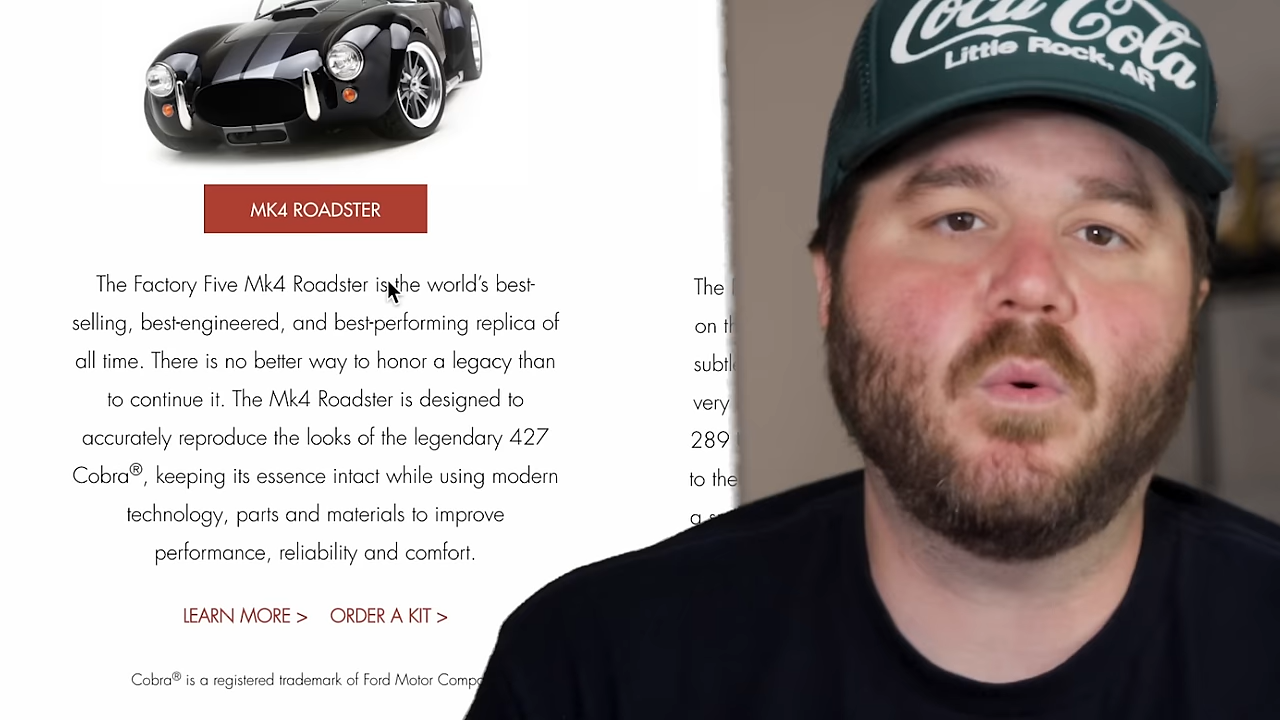 Coca Cola
Little Rock, AR
MK4 ROADSTER
The Factory Five Mk4 Roadster is the world's best-
selling, best-engineered, and best-performing replica of
all time. There is no better way to honor a legacy than
to continue it. The Mk4 Roadster is designed to
accurately reproduce the looks of the legendary 427
Cobra®, keeping its essence intact while using modern
technology, parts and materials to improve
performance, reliability and comfort.
LEARN MORE > ORDER A KIT >
Cobra® is a registered trademark of Ford Motor
The
on
very
289
to the
a